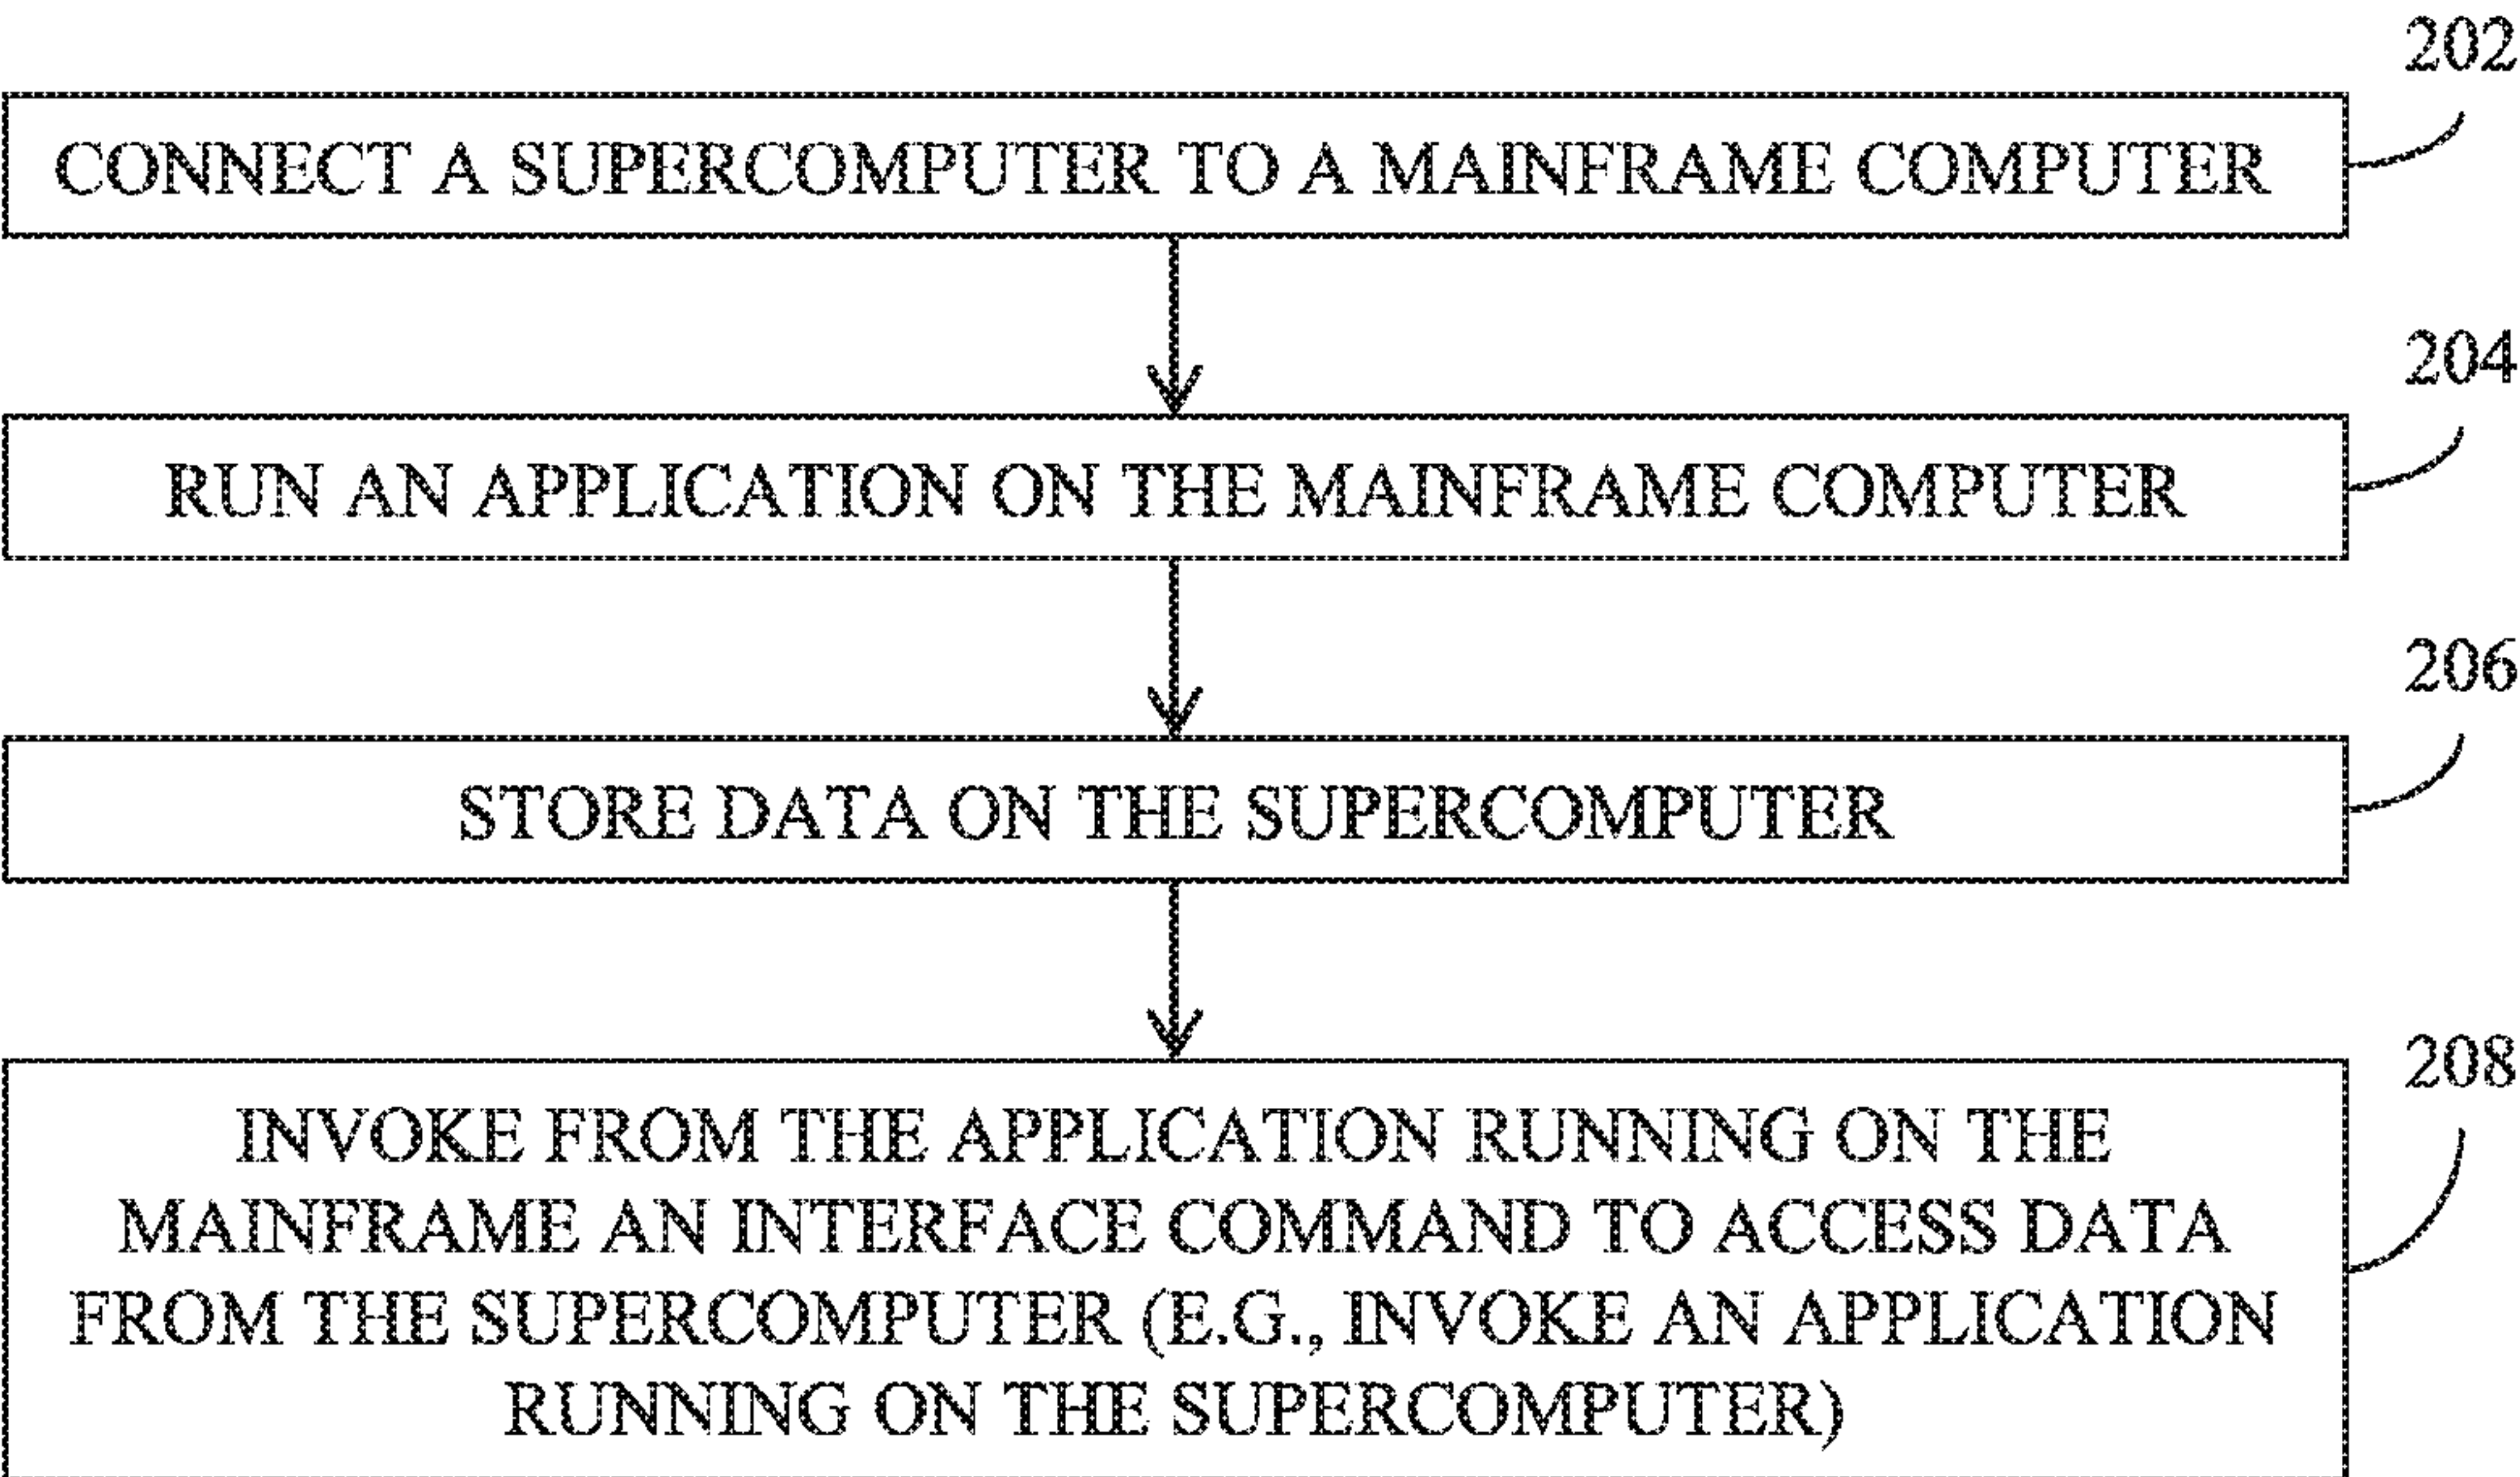 202
CONNECT A SUPERCOMPUTER TO A MAINFRAME COMPUTER
204
RUN AN APPLICATION ON THE MAINFRAME COMPUTER
206
STORE DATA ON THE SUPERCOMPUTER
208
INVOKE FROM THE APPLICATION RUNNING ON THE
MAINFRAME AN INTERFACE COMMAND TO ACCESS DATA
FROM THE SUPERCOMPUTER (E.G., INVOKE AN APPLICATION
RUNNING ON THE SUPERCOMPUTER)